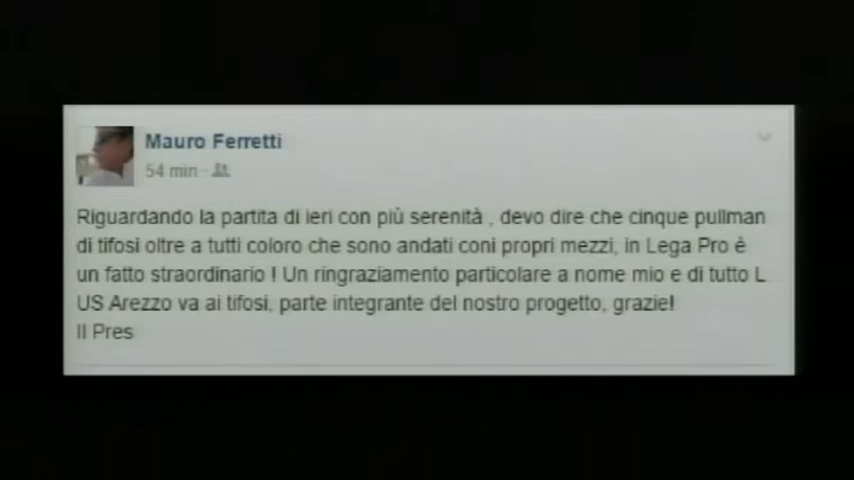 Mauro Ferretti
54 min ·
Riguardando la partita di ieri con più serenità , devo dire che cinque pullman
di tifosi oltre a tutti coloro che sono andati coni propri mezzi, in Lega Pro è
un fatto straordinario ! Un ringraziamento particolare a nome mio e di tutto L
US Arezzo va ai tifosi, parte integrante del nostro progetto, grazie!
Il Pres